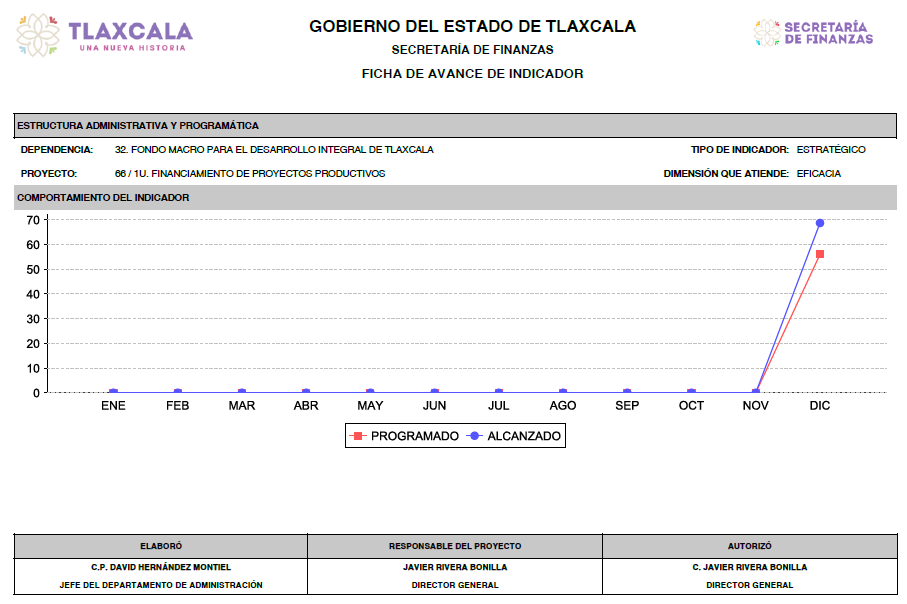 TLAXCALA
UNA NUEVA HISTORIA
GOBIERNO DEL ESTADO DE TLAXCALA
SECRETARÍA DE FINANZAS
FICHA DE AVANCE DE INDICADOR
SECRETARÍA
DE FINANZAS
ESTRUCTURA ADMINISTRATIVA Y PROGRAMÁTICA
DEPENDENCIA: 32. FONDO MACRO PARA EL DESARROLLO INTEGRAL DE TLAXCALA TIPO DE INDICADOR: ESTRATÉGICO
PROYECTO: 66 / 1U. FINANCIAMIENTO DE PROYECTOS PRODUCTIVOS DIMENSIÓN QUE ATIENDE: EFICACIA
COMPORTAMIENTO DEL INDICADOR
70
60
50
40
30
20
10
0
ENE FEB MAR ABR MAY JUN JUL AGO SEP OCT NOV DIC
PROGRAMADO ALCANZADO
ELABORÓ RESPONSABLE DEL PROYECTO AUTORIZÓ
C.P. DAVID HERNÁNDEZ MONTIEL JAVIER RIVERA BONILLA C. JAVIER RIVERA BONILLA
JEFE DEL DEPARTAMENTO DE ADMINISTRACIÓN DIRECTOR GENERAL DIRECTOR GENERAL